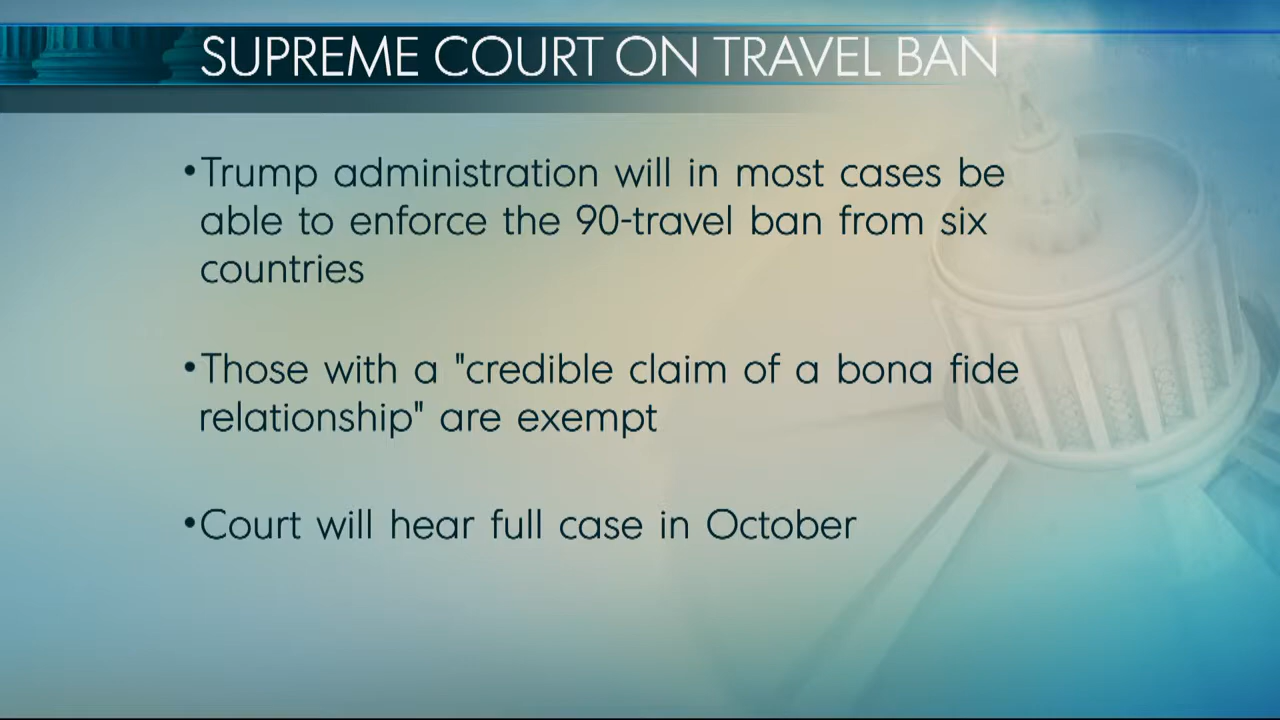 SUPREME COURT ON TRAVEL BAN
•Trump administration will in most cases be
able to enforce the 90-travel ban from six
countries
•Those with a "credible claim of a bona fide
relationship" are exempt
•Court will hear full case in October